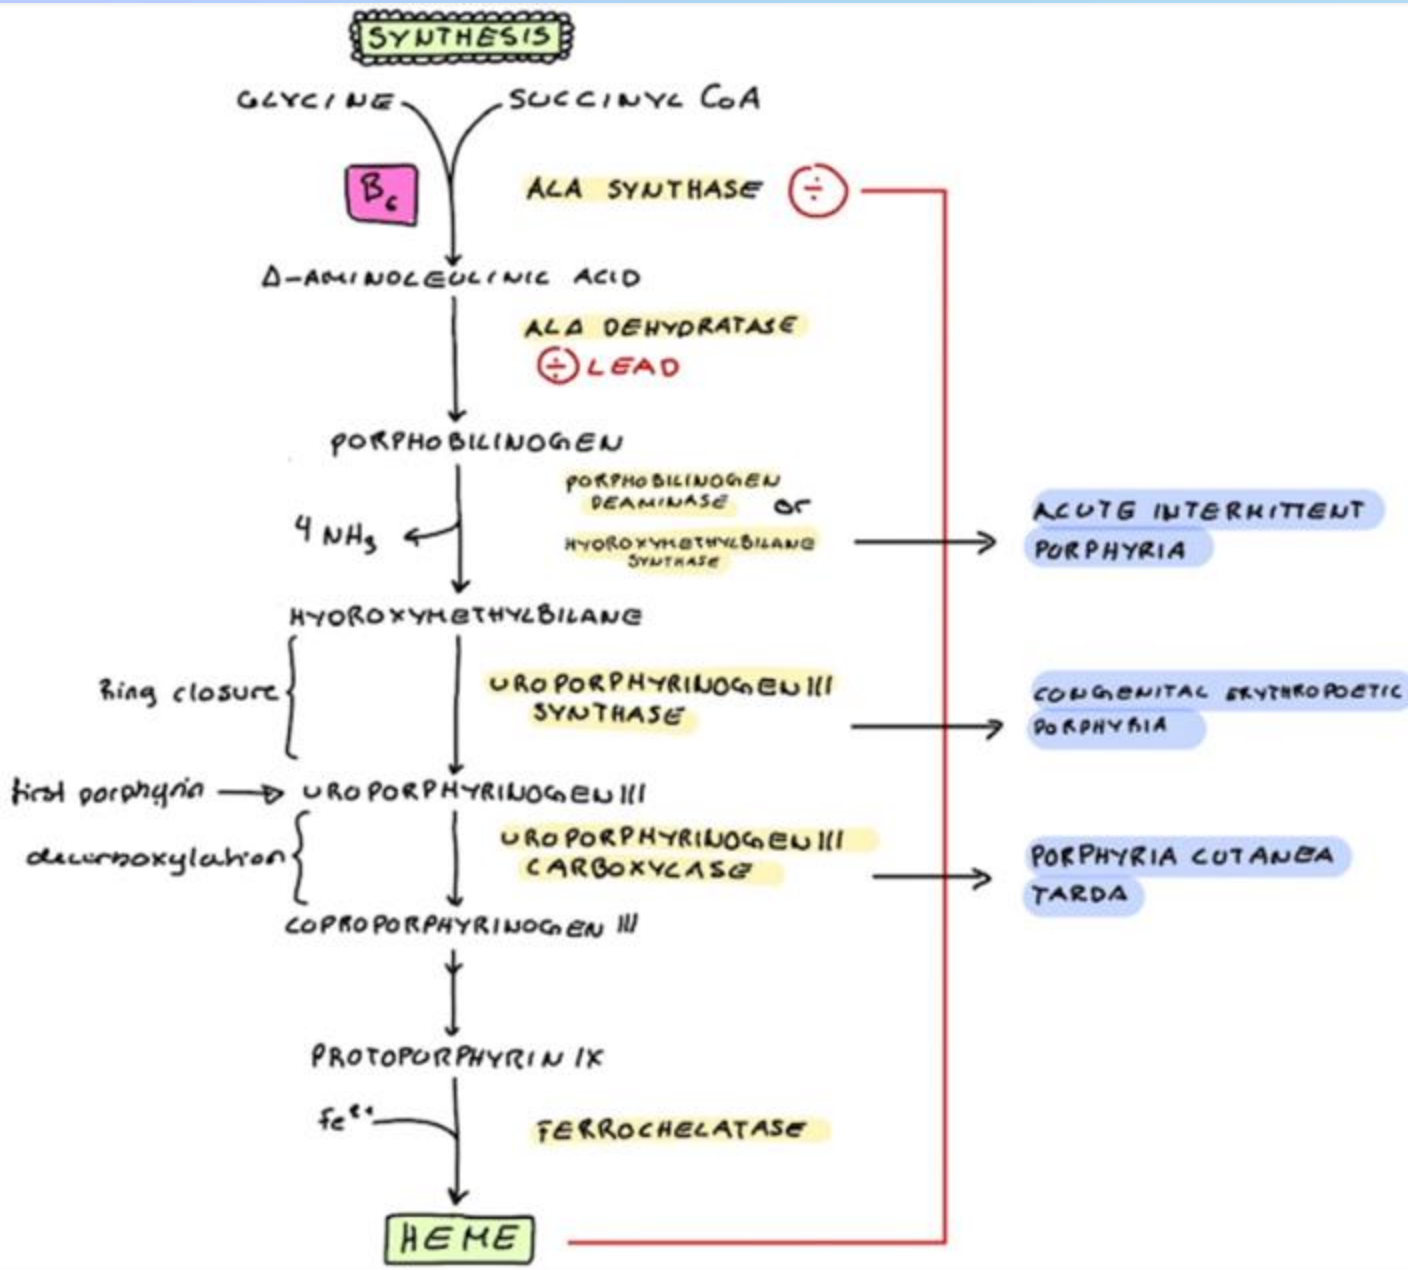 SYNTHESIS
GLYCINE SUCCINYL CoA
B6
ALA SYNTHASE ÷
Δ-AMINOLEULINIC ACID
ALA DEHYDRATASE
÷ LEAD
PORPHOBILINOGEN
PORPHOBILINOGEN
DEAMINASE or
4 NH3
HYDROXYMETHYLBILANE
SYNTHASE
ACUTE INTERMITTENT
PORPHYRIA
HYDROXYMETHYLBILANE
Ring closure
UROPORPHYRINOGEN III
SYNTHASE
CONGENITAL ERYTHROPOETIC
PORPHYRIA
first porphyrin
UROPORPHYRINOGEN III
decarboxylation
UROPORPHYRINOGEN III
CARBOXYLASE
PORPHYRIA CUTANEA
TARDA
COPROPORPHYRINOGEN III
PROTOPORPHYRIN IX
Fe²⁺
FERROCHELATASE
HEME